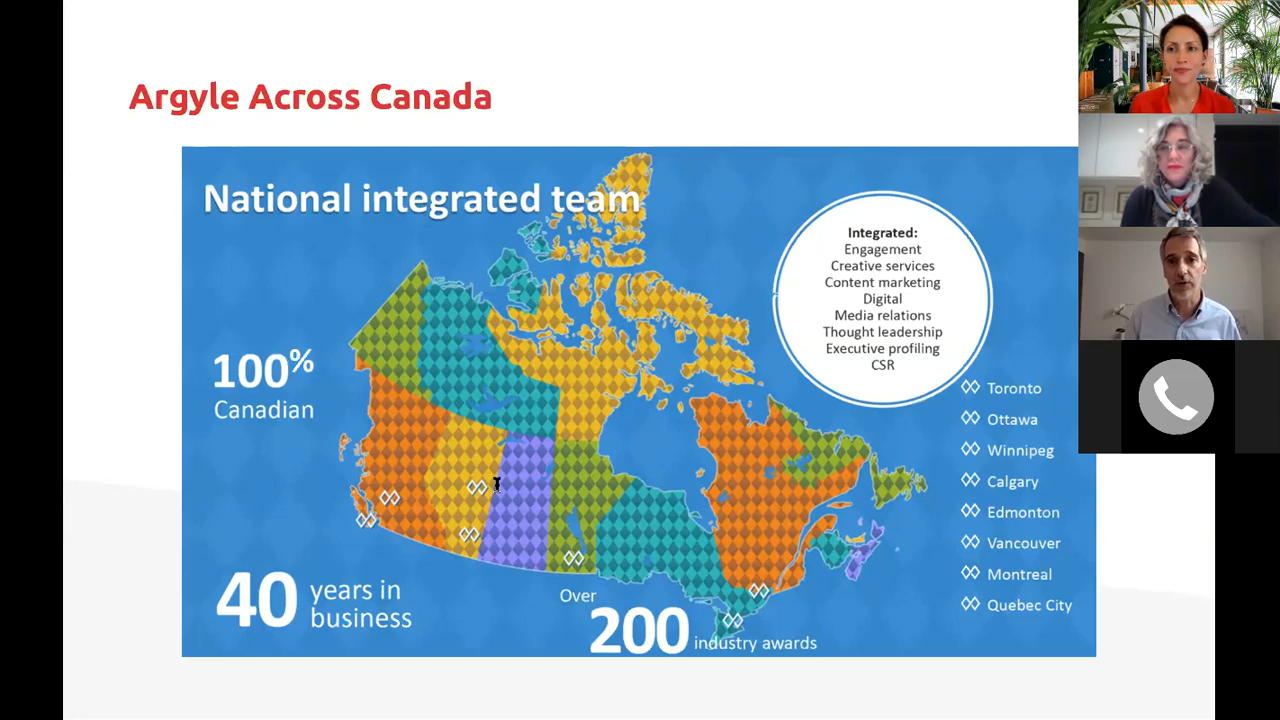 Argyle Across Canada
National integrated team
Integrated:
Engagement
Creative services
Content marketing
Digital
Media relations
Thought leadership
Executive profiling
CSR
100%
Canadian
Toronto
Ottawa
Winnipeg
Calgary
Edmonton
Vancouver
Montreal
Quebec City
40 years in
business
Over
200 industry awards